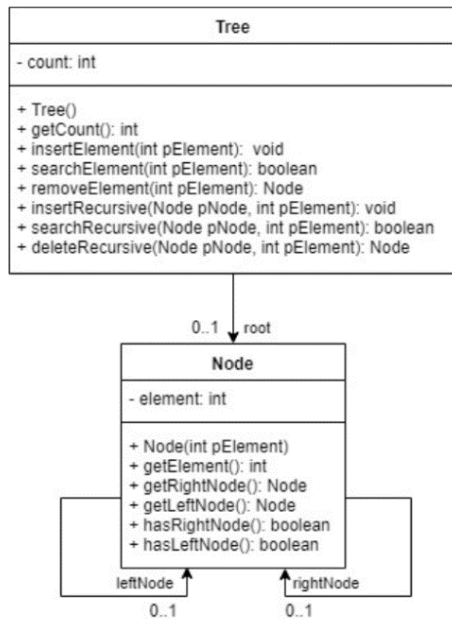 Tree
- count: int
+ Tree()
+ getCount(): int
+ insertElement(int pElement): void
+ searchElement(int pElement): boolean
+ removeElement(int pElement): Node
+ insertRecursive(Node pNode, int pElement): void
+ searchRecursive(Node pNode, int pElement): boolean
+ deleteRecursive(Node pNode, int pElement): Node
0..1 root
Node
- element: int
+ Node(int pElement)
+ getElement(): int
+ getRightNode(): Node
+ getLeftNode(): Node
+ hasRightNode(): boolean
+ hasLeftNode(): boolean
leftNode rightNode
0..1 0..1